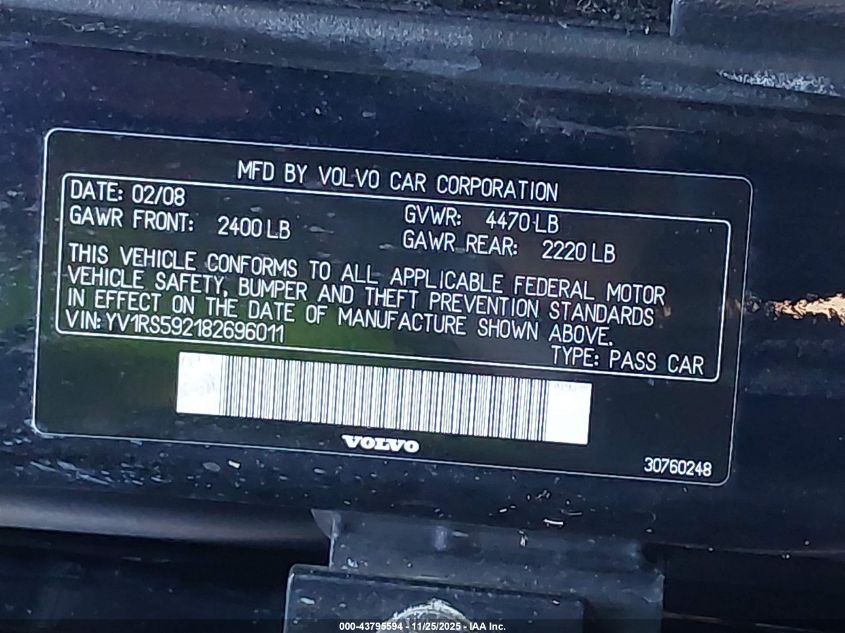 MFD BY VOLVO CAR CORPORATION
DATE: 02/08
GVWR: 4470 LB
GAWR FRONT: 2400 LB
GAWR REAR: 2220 LB
THIS VEHICLE CONFORMS TO ALL APPLICABLE FEDERAL MOTOR
VEHICLE SAFETY, BUMPER AND THEFT PREVENTION STANDARDS
IN EFFECT ON THE DATE OF MANUFACTURE SHOWN ABOVE.
VIN: YV1RS592182696011
TYPE: PASS CAR
VOLVO
30760248
000-43795594 - 11/25/2025 - IAA Inc.